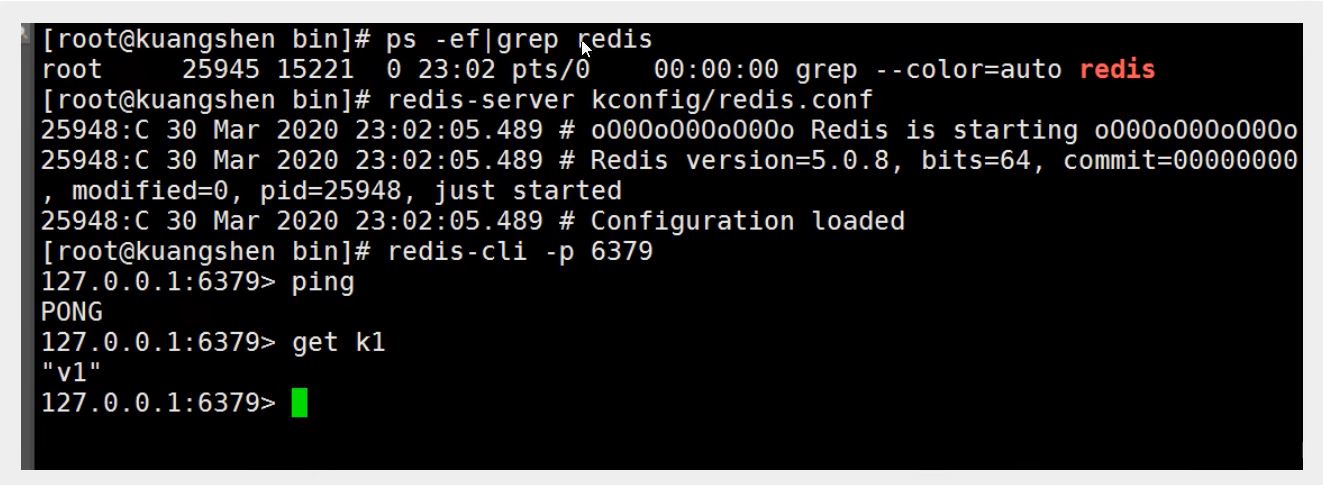 [root@kuangshen bin]# ps -ef|grep redis
root     25945 15221  0 23:02 pts/0    00:00:00 grep --color=auto redis
[root@kuangshen bin]# redis-server kconfig/redis.conf
25948:C 30 Mar 2020 23:02:05.489 # oO0OoO0OoO0Oo Redis is starting oO0OoO0OoO0Oo
25948:C 30 Mar 2020 23:02:05.489 # Redis version=5.0.8, bits=64, commit=00000000
, modified=0, pid=25948, just started
25948:C 30 Mar 2020 23:02:05.489 # Configuration loaded
[root@kuangshen bin]# redis-cli -p 6379
127.0.0.1:6379> ping
PONG
127.0.0.1:6379> get k1
"v1"
127.0.0.1:6379>